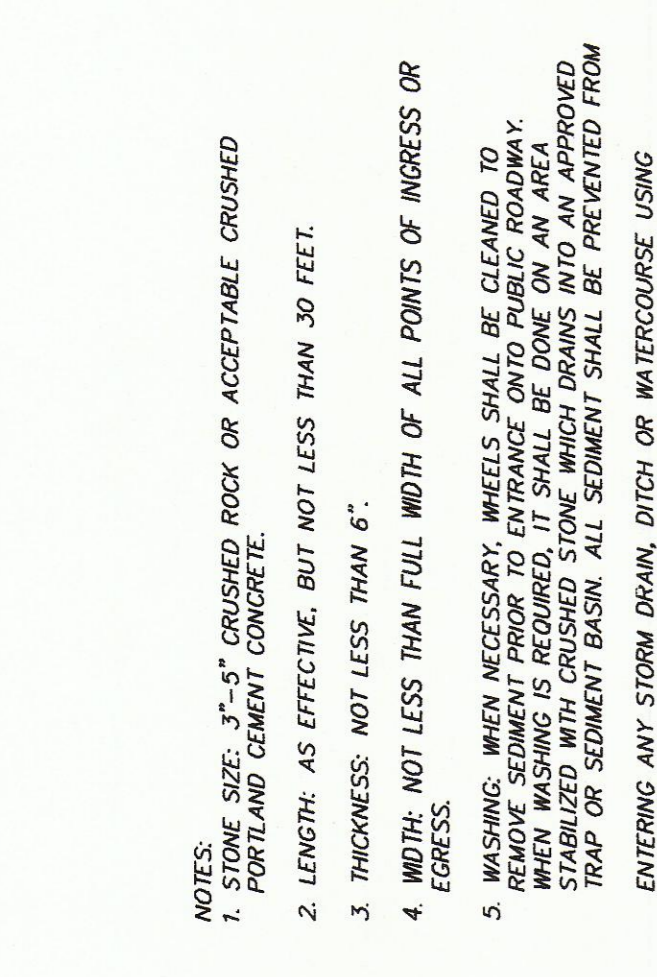 NOTES:
1. STONE SIZE: 3"-5" CRUSHED ROCK OR ACCEPTABLE CRUSHED
PORTLAND CEMENT CONCRETE.
2. LENGTH: AS EFFECTIVE, BUT NOT LESS THAN 30 FEET.
3. THICKNESS: NOT LESS THAN 6".
4. WIDTH: NOT LESS THAN FULL WIDTH OF ALL POINTS OF INGRESS OR
EGRESS.
5. WASHING: WHEN NECESSARY, WHEELS SHALL BE CLEANED TO
REMOVE SEDIMENT PRIOR TO ENTRANCE ONTO PUBLIC ROADWAY.
WHEN WASHING IS REQUIRED, IT SHALL BE DONE ON AN AREA
STABILIZED WITH CRUSHED STONE WHICH DRAINS INTO AN APPROVED
TRAP OR SEDIMENT BASIN. ALL SEDIMENT SHALL BE PREVENTED FROM
ENTERING ANY STORM DRAIN, DITCH OR WATERCOURSE USING